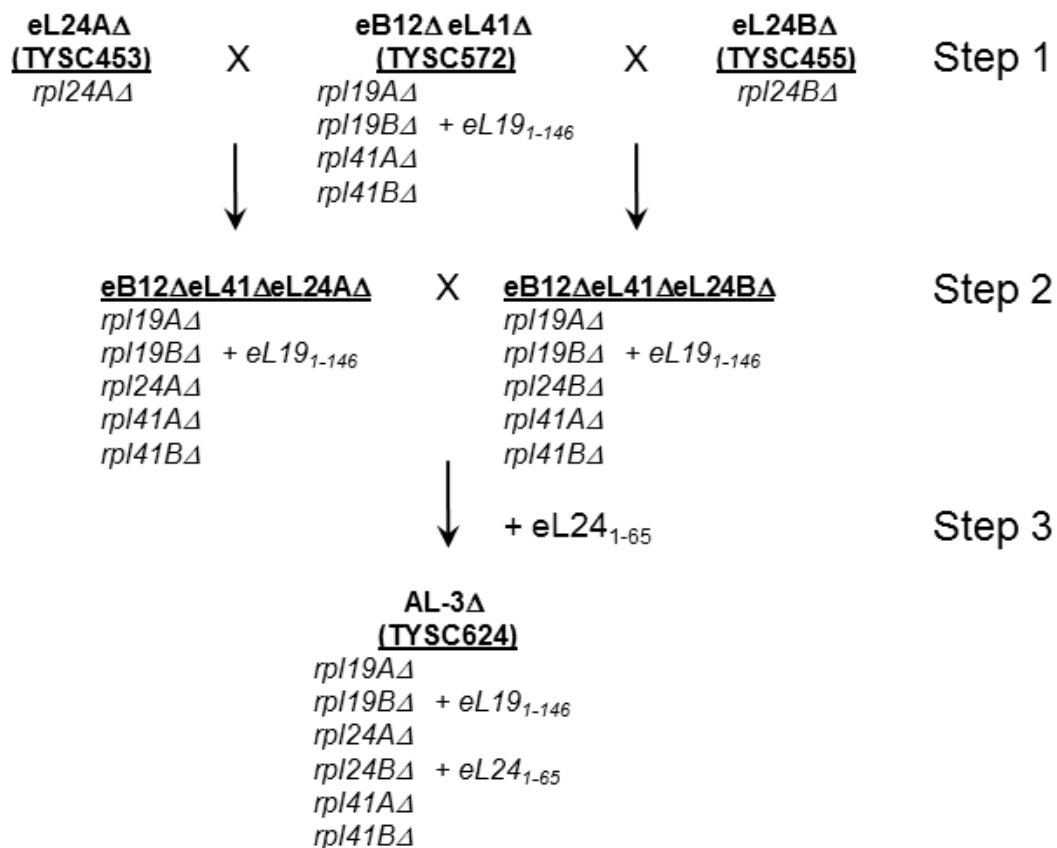 eL24AΔ eB12Δ eL41Δ eL24BΔ
(TYSC453) X (TYSC572) X (TYSC455) Step 1
rpl24AΔ rpl19AΔ rpl24BΔ
rpl19BΔ + eL19₁₋₁₄₆
rpl41AΔ
rpl41BΔ
eB12ΔeL41ΔeL24AΔ X eB12ΔeL41ΔeL24BΔ Step 2
rpl19AΔ rpl19AΔ
rpl19BΔ + eL19₁₋₁₄₆ rpl19BΔ + eL19₁₋₁₄₆
rpl24AΔ rpl24BΔ
rpl41AΔ rpl41AΔ
rpl41BΔ rpl41BΔ
+ eL24₁₋₆₅ Step 3
AL-3Δ
(TYSC624)
rpl19AΔ
rpl19BΔ + eL19₁₋₁₄₆
rpl24AΔ
rpl24BΔ + eL24₁₋₆₅
rpl41AΔ
rpl41BΔ